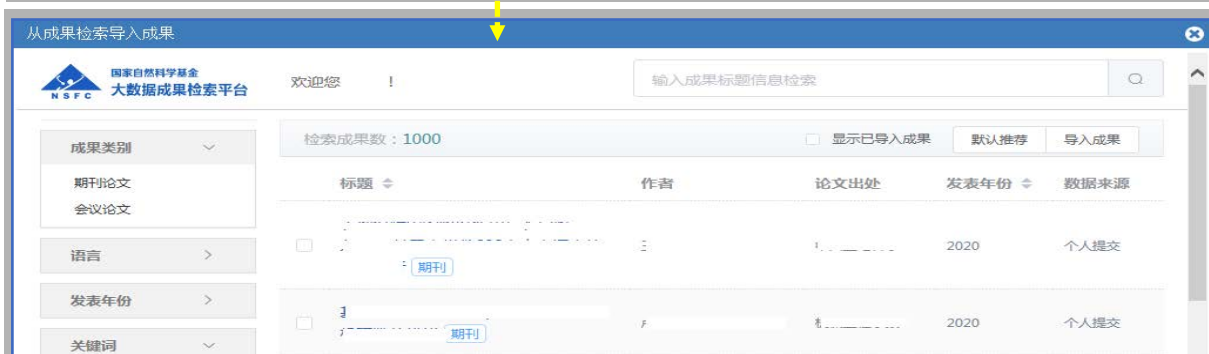 从成果检索导入成果
国家自然科学基金
大数据成果检索平台
NSFC
欢迎您 !
输入成果标题信息检索
成果类别
期刊论文
会议论文
语言
发表年份
关键词
检索成果数：1000
显示已导入成果 默认推荐 导入成果
标题 作者 论文出处 发表年份 数据来源
期刊 2020 个人提交
期刊 2020 个人提交